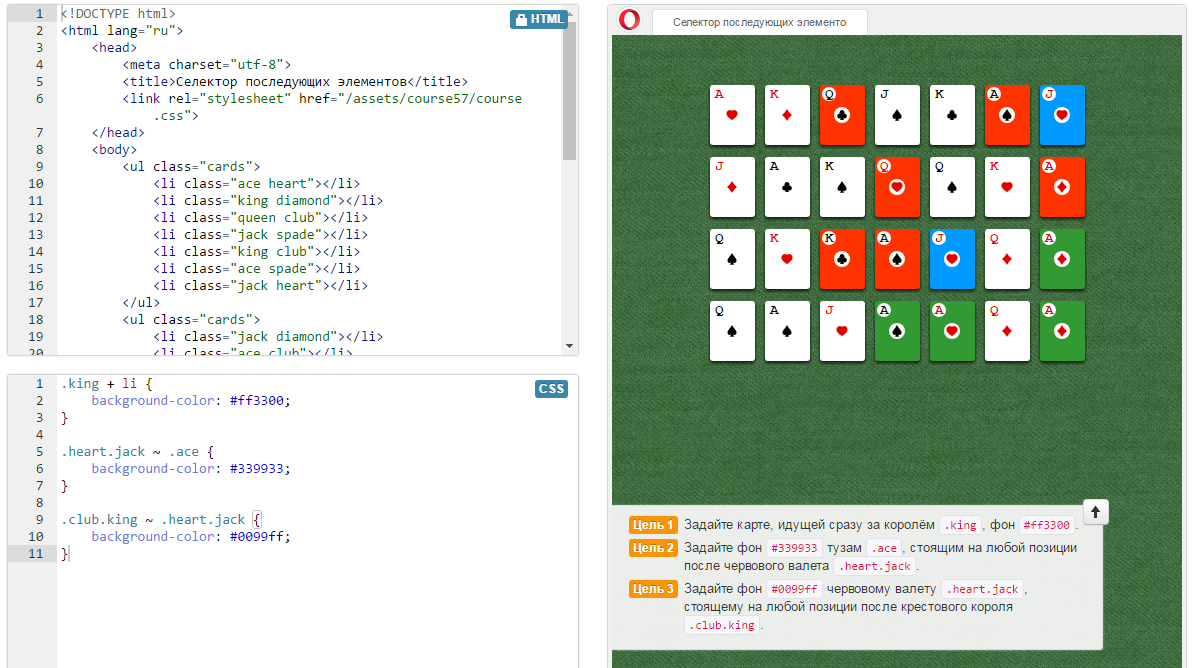 1 <!DOCTYPE html>
HTML
2 <html lang="ru">
3 <head>
4 <meta charset="utf-8">
5 <title>Селектор последующих элементов</title>
6 <link rel="stylesheet" href="/assets/course57/course
.css">
7 </head>
8 <body>
9 <ul class="cards">
10 <li class="ace heart"></li>
11 <li class="king diamond"></li>
12 <li class="queen club"></li>
13 <li class="jack spade"></li>
14 <li class="king club"></li>
15 <li class="ace spade"></li>
16 <li class="jack heart"></li>
17 </ul>
18 <ul class="cards">
19 <li class="jack diamond"></li>
20 <li class="ace club"></li>
1 .king + li {
CSS
2 background-color: #ff3300;
3 }
4
5 .heart.jack ~ .ace {
6 background-color: #339933;
7 }
8
9 .club.king ~ .heart.jack {
10 background-color: #0099ff;
11 }
Селектор последующих элементо
A K Q J K A J
J A K Q Q K A
Q K K A J Q A
Q A J A A Q A
Цель 1 Задайте карте, идущей сразу за королём .king, фон #ff3300.
Цель 2 Задайте фон #339933 тузам .ace, стоящим на любой позиции
после червового валета .heart.jack.
Цель 3 Задайте фон #0099ff червовому валету .heart.jack,
стоящему на любой позиции после крестового короля
.club.king.